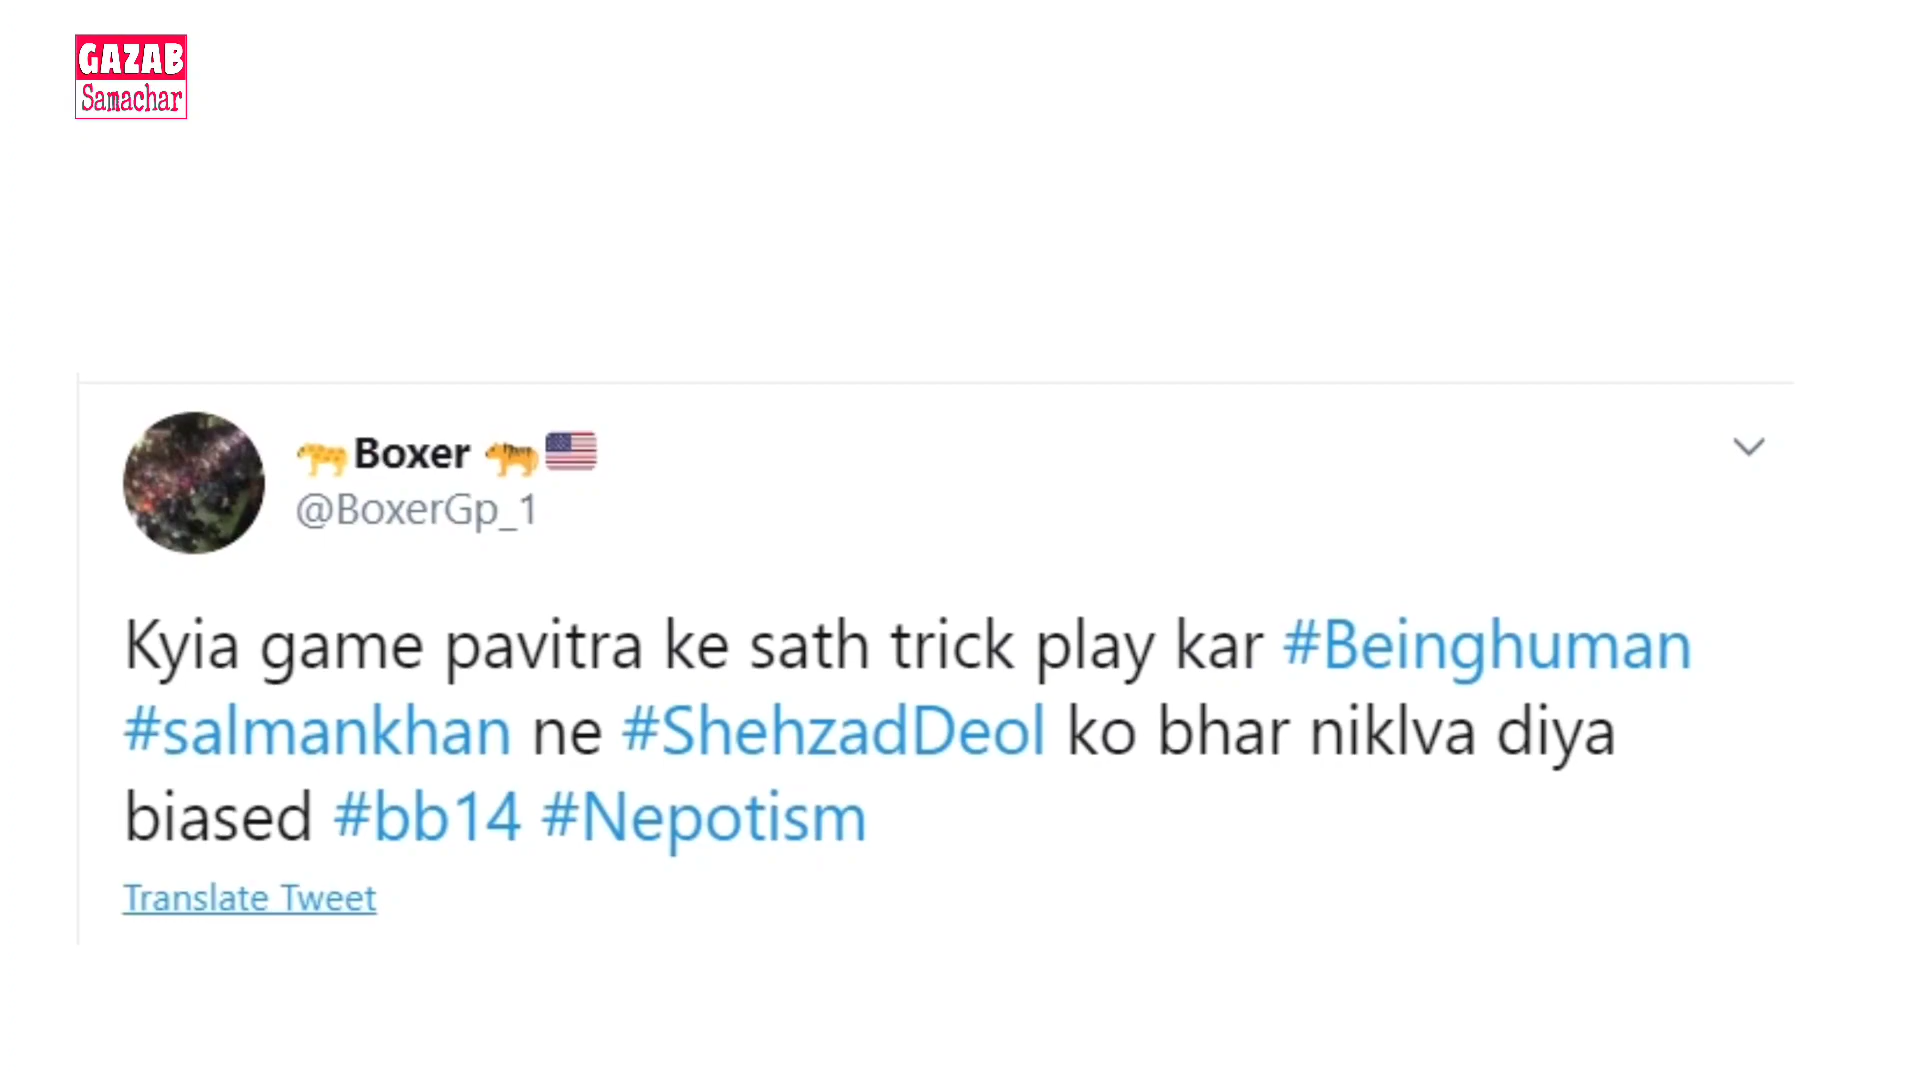 GAZAB
Samachar
Boxer
@BoxerGp_1
Kyia game pavitra ke sath trick play kar #Beinghuman
#salmankhan ne #ShehzadDeol ko bhar niklva diya
biased #bb14 #Nepotism
Translate Tweet